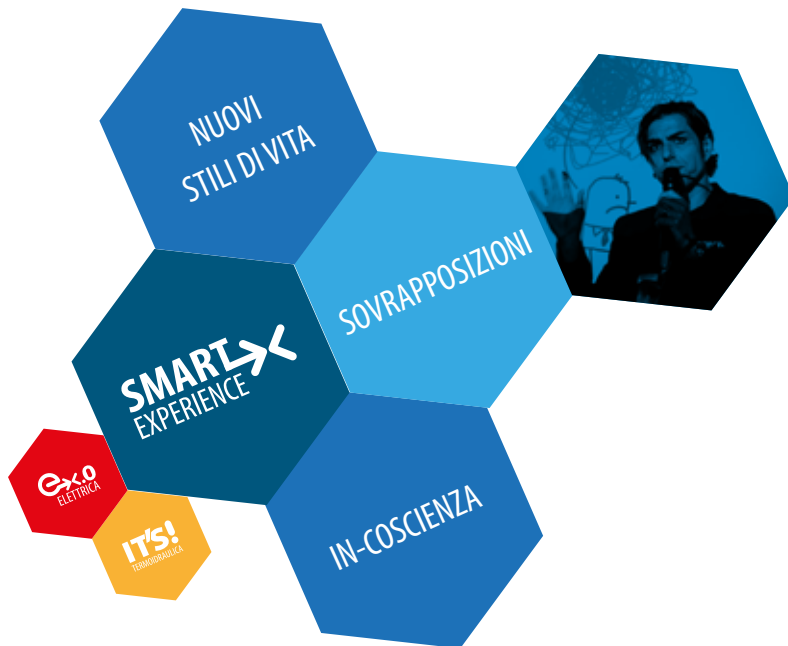 NUOVI
STILI DI VITA
SOVRAPPOSIZIONI
SMART
EXPERIENCE
ex.0
ELETTRICA
IT'S!
TERMOIDRAULICA
IN-COSCIENZA